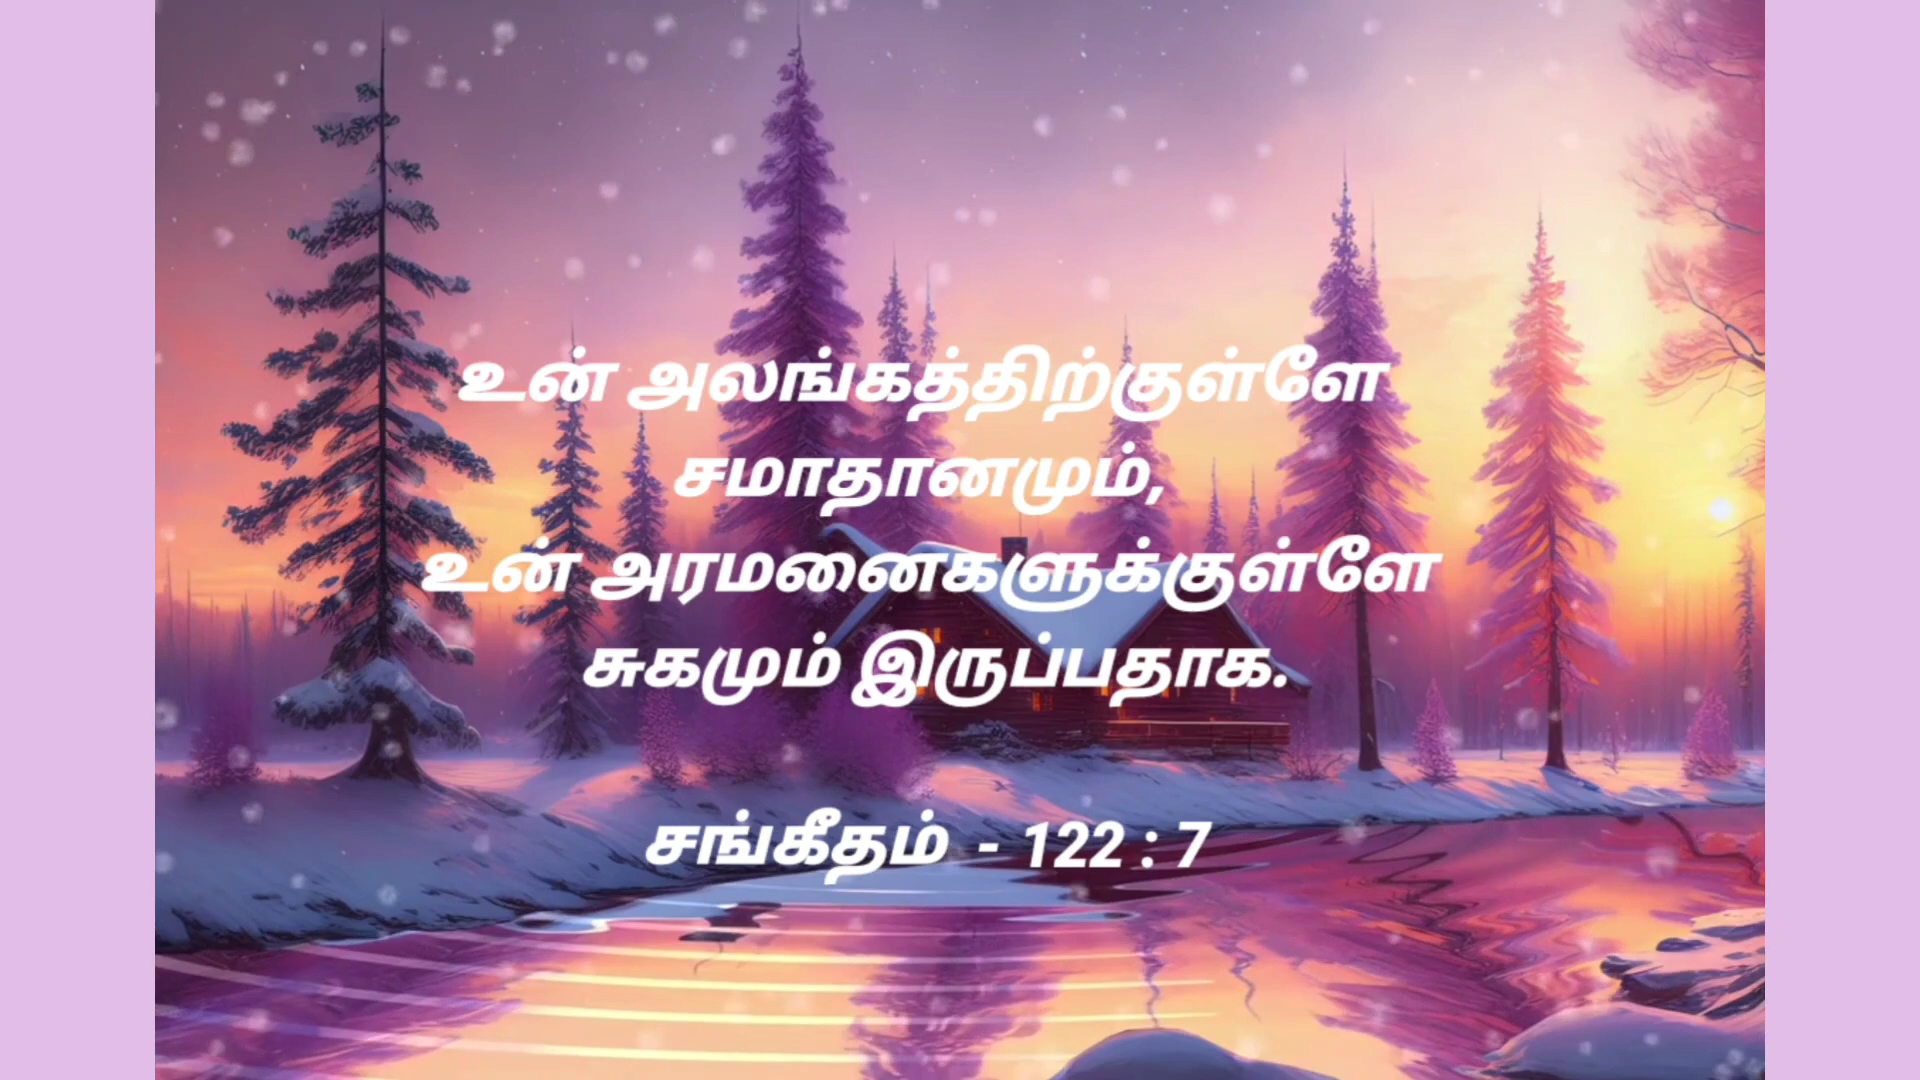 உன் அலங்கத்திற்குள்ளே
சமாதானமும்,
உன் அரமனைகளுக்குள்ளே
சுகமும் இருப்பதாக.
சங்கீதம் - 122 : 7